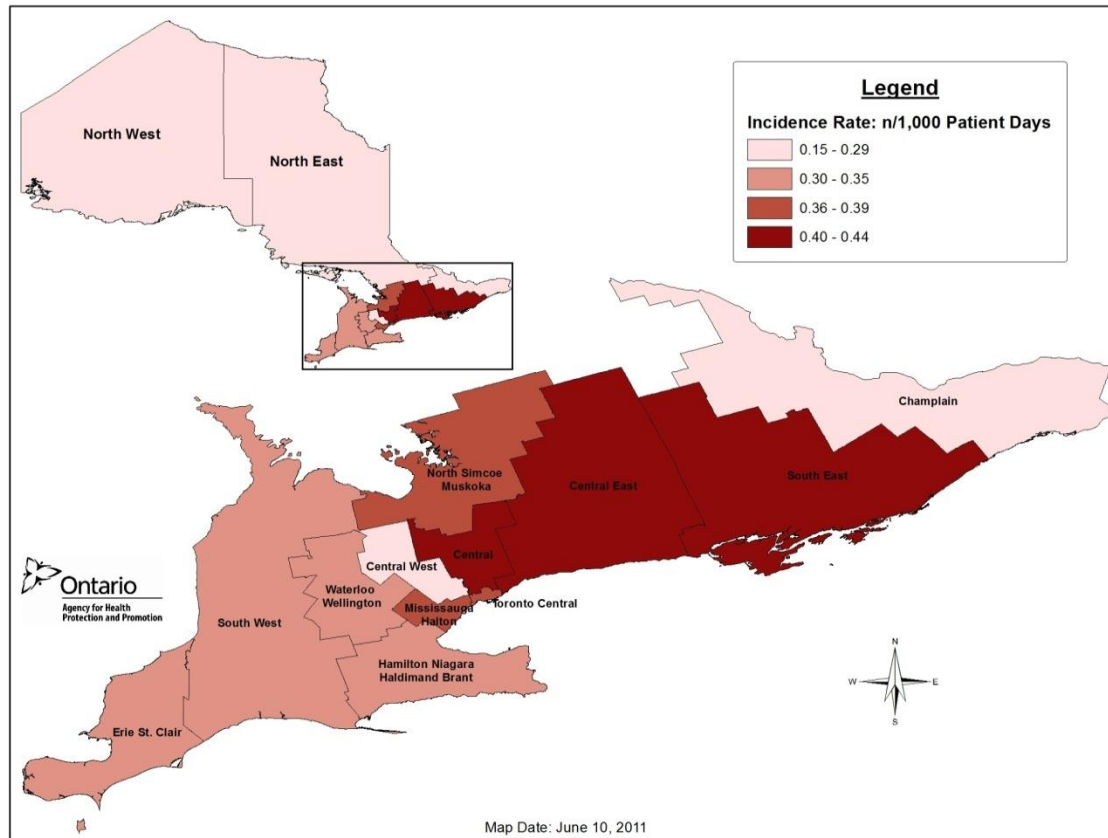 Legend
Incidence Rate: n/1,000 Patient Days
0.15 - 0.29
0.30 - 0.35
0.36 - 0.39
0.40 - 0.44
North West
North East
Champlain
South East
Central East
North Simcoe
Muskoka
Central
Central West
Toronto Central
Mississauga
Halton
Waterloo
Wellington
South West
Hamilton Niagara
Haldimand Brant
Erie St. Clair
Ontario
Agency for Health
Protection and Promotion
N
W
E
S
Map Date: June 10, 2011